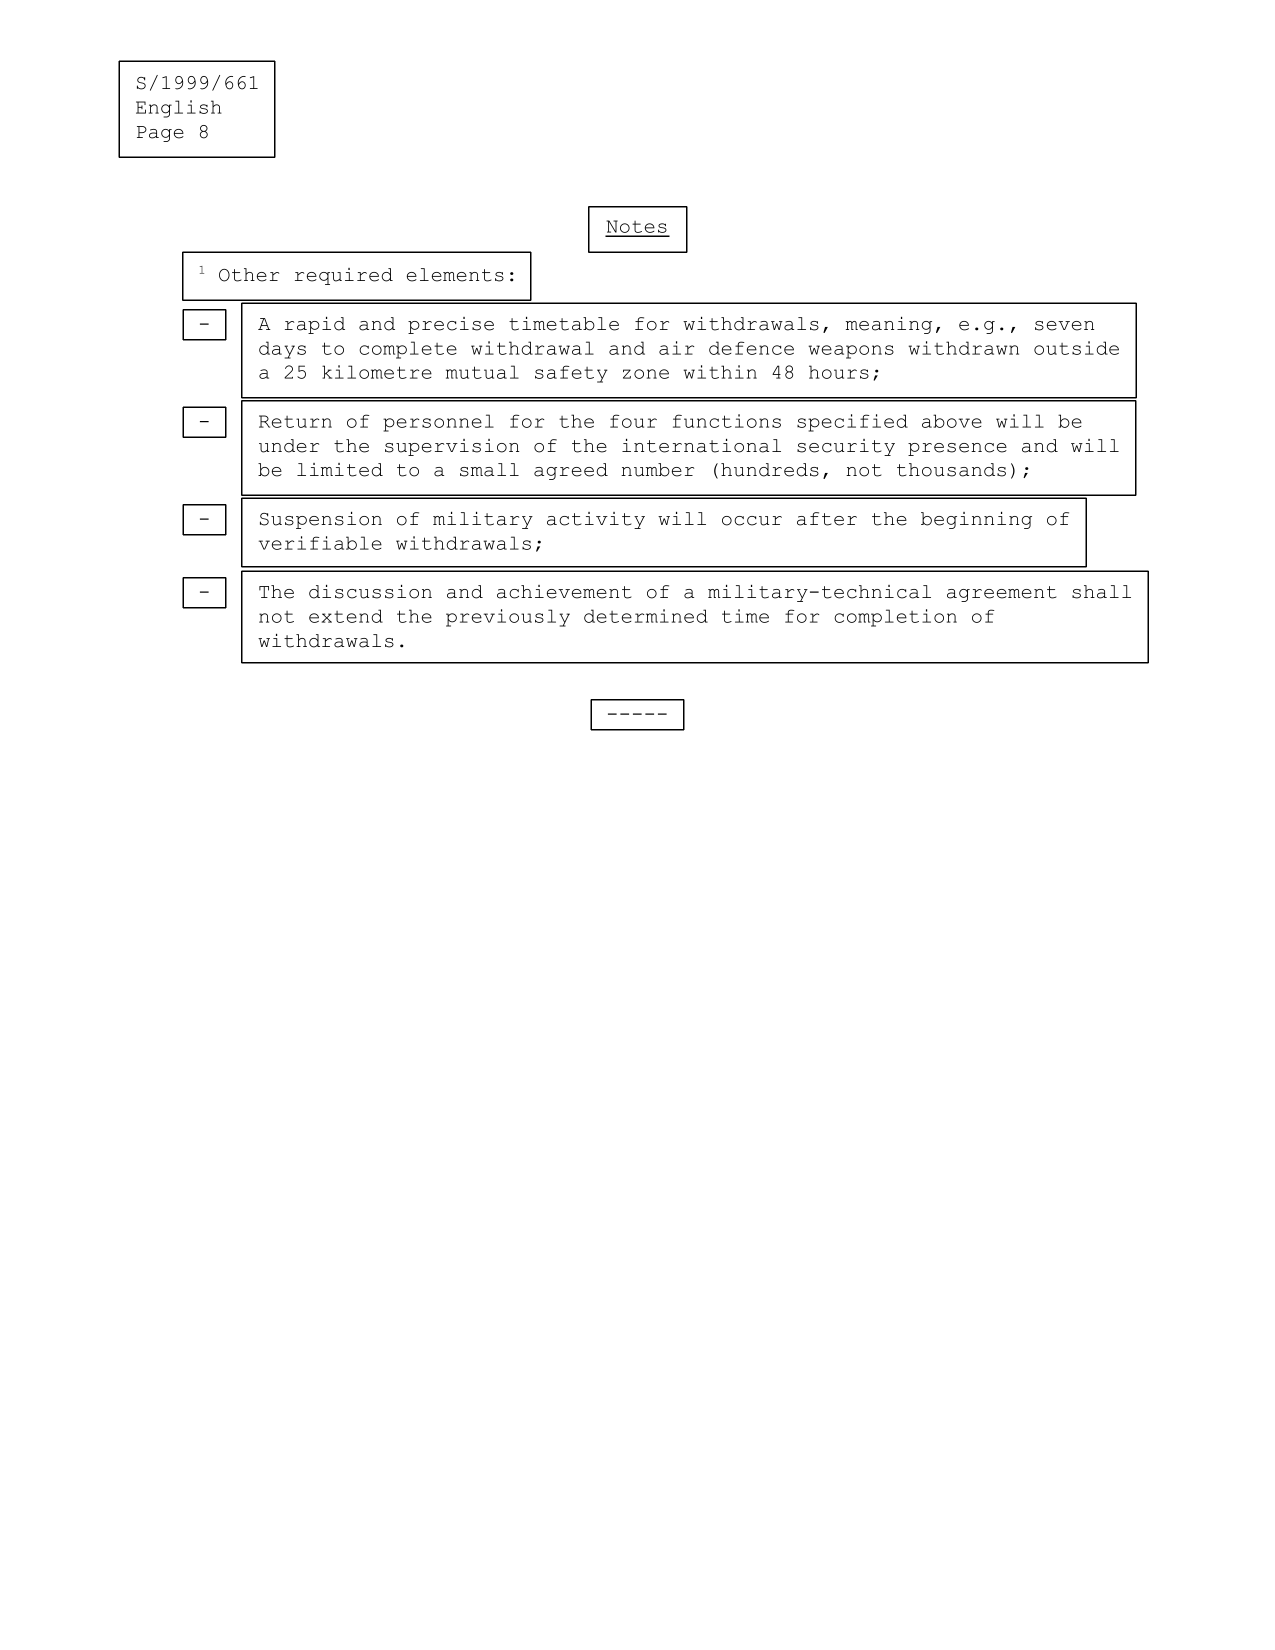 S/1999/661
English
Page 8
Notes
1 Other required elements:
- A rapid and precise timetable for withdrawals, meaning, e.g., seven
days to complete withdrawal and air defence weapons withdrawn outside
a 25 kilometre mutual safety zone within 48 hours;
- Return of personnel for the four functions specified above will be
under the supervision of the international security presence and will
be limited to a small agreed number (hundreds, not thousands);
- Suspension of military activity will occur after the beginning of
verifiable withdrawals;
- The discussion and achievement of a military-technical agreement shall
not extend the previously determined time for completion of
withdrawals.
-----